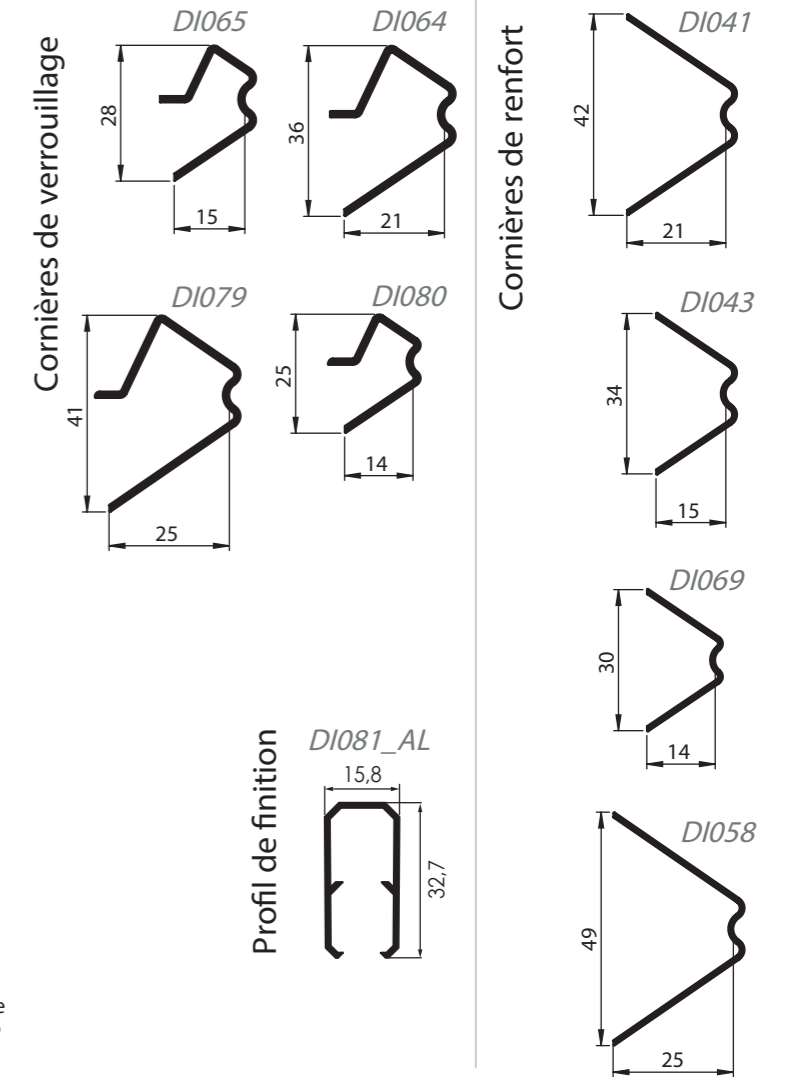 Cornières de verrouillage
DI065
28
15
DI064
36
21
DI079
41
25
DI080
25
14
Profil de finition
DI081_AL
15,8
32,7
Cornières de renfort
DI041
42
21
DI043
34
15
DI069
30
14
DI058
49
25